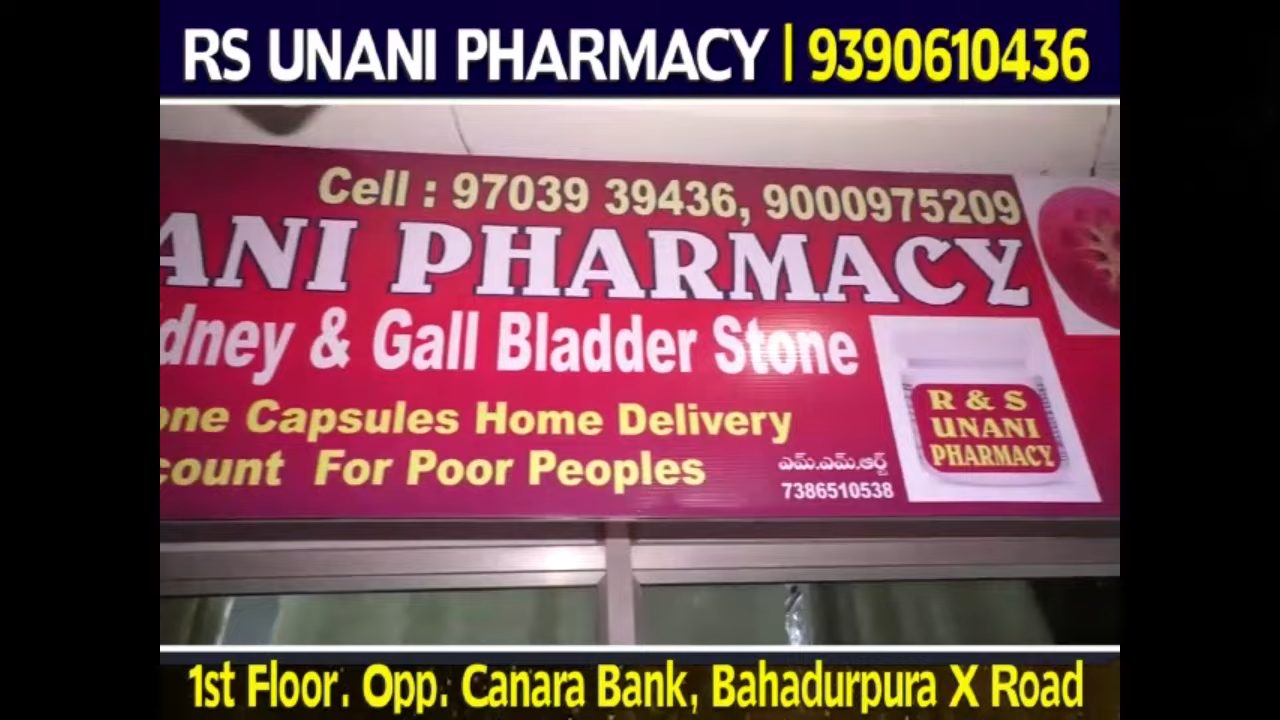 RS UNANI PHARMACY | 9390610436
Cell : 97039 39436, 9000975209
ANI PHARMACY
dney & Gall Bladder Stone
one Capsules Home Delivery
count For Poor Peoples
ఎమ్.ఎమ్.ఆర్ట్
7386510538
R & S
UNANI
PHARMACY
1st Floor. Opp. Canara Bank, Bahadurpura X Road